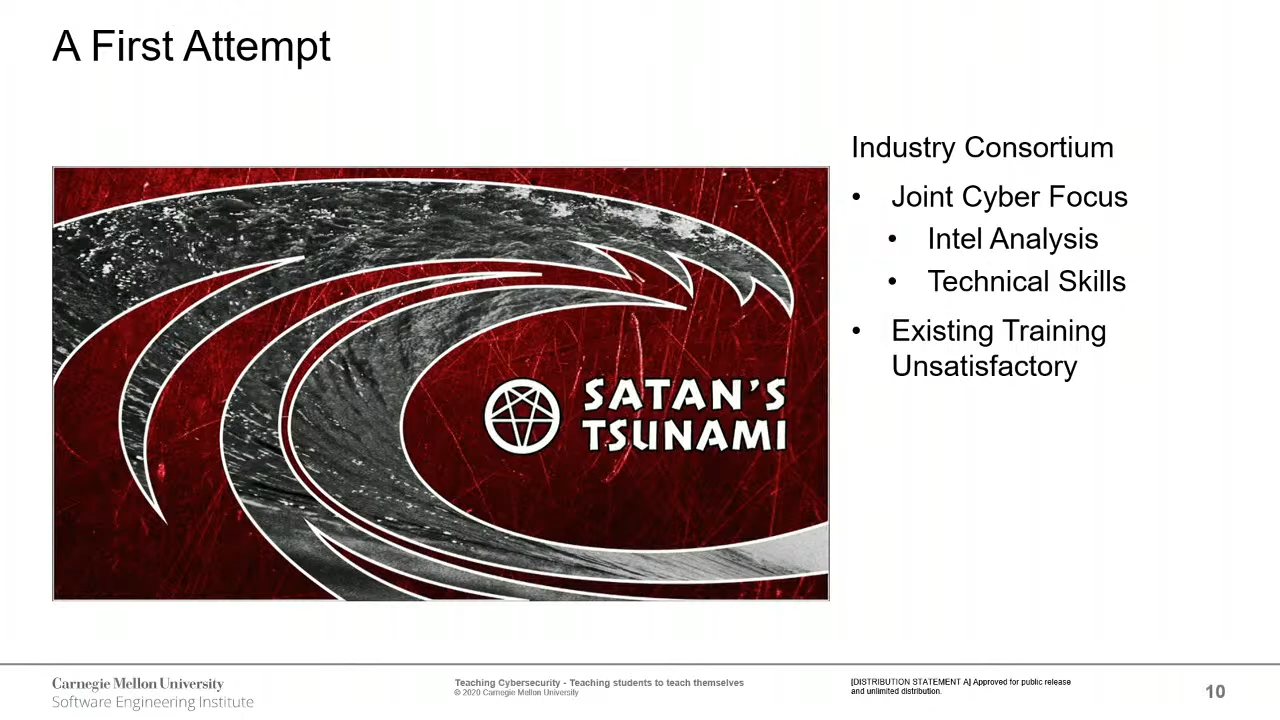 A First Attempt
Industry Consortium
• Joint Cyber Focus
• Intel Analysis
• Technical Skills
• Existing Training
Unsatisfactory
SATAN'S
TSUNAMI
Carnegie Mellon University
Software Engineering Institute
Teaching Cybersecurity - Teaching students to teach themselves
© 2020 Carnegie Mellon University
[DISTRIBUTION STATEMENT A] Approved for public release
and unlimited distribution.
10